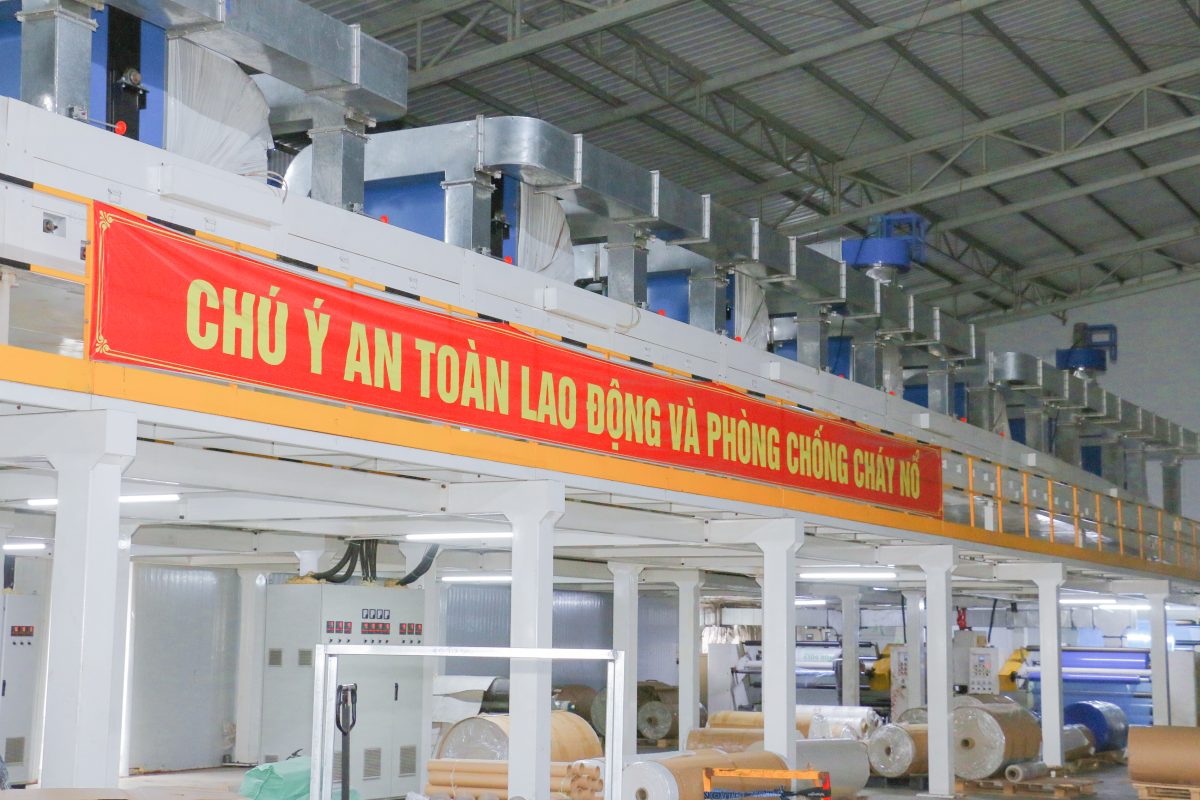 CHÚ Ý AN TOÀN LAO ĐỘNG VÀ PHÒNG CHỐNG CHÁY NỔ